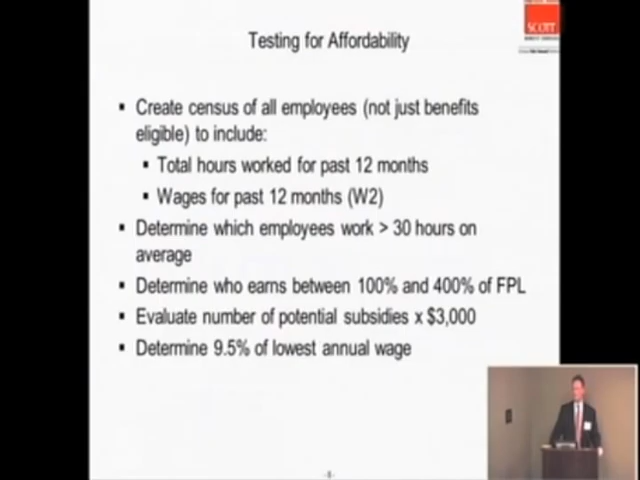 SCOTT
Testing for Affordability
▪ Create census of all employees (not just benefits
eligible) to include:
▪ Total hours worked for past 12 months
▪ Wages for past 12 months (W2)
▪ Determine which employees work > 30 hours on
average
▪ Determine who earns between 100% and 400% of FPL
▪ Evaluate number of potential subsidies x $3,000
▪ Determine 9.5% of lowest annual wage